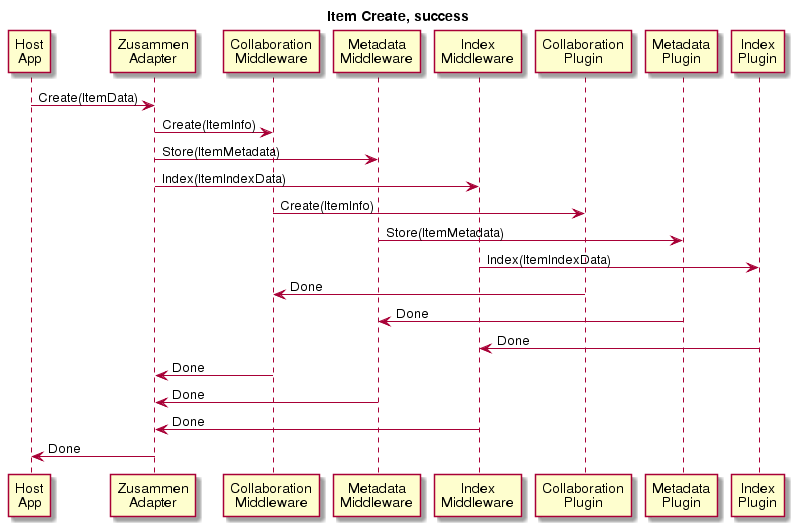 Item Create, success
Host
App
Zusammen
Adapter
Collaboration
Middleware
Metadata
Middleware
Index
Middleware
Collaboration
Plugin
Metadata
Plugin
Index
Plugin
Create(ItemData)
Create(ItemInfo)
Store(ItemMetadata)
Index(ItemIndexData)
Create(ItemInfo)
Store(ItemMetadata)
Index(ItemIndexData)
Done
Done
Done
Done
Done
Done
Done
Host
App
Zusammen
Adapter
Collaboration
Middleware
Metadata
Middleware
Index
Middleware
Collaboration
Plugin
Metadata
Plugin
Index
Plugin